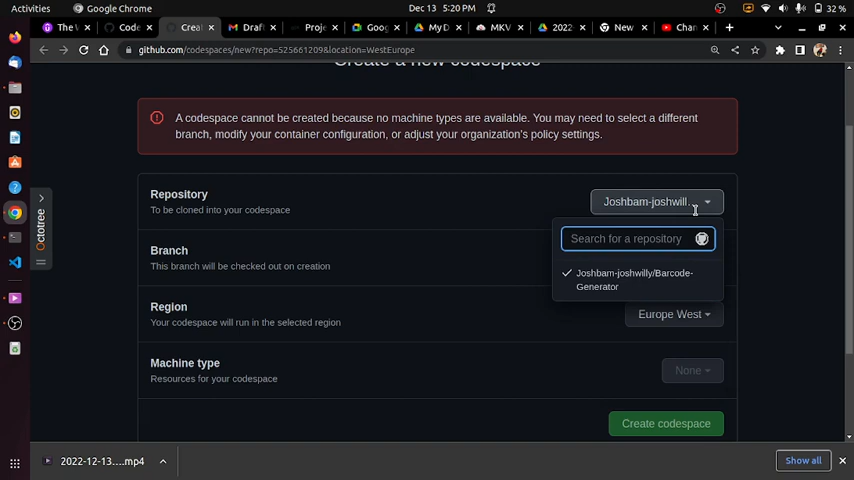 Activities
Google Chrome
Dec 13 5:20 PM
32 %
The W
Code
Creat
Draft
Proje
Goog
My D
MKV
2022
New
Chan
github.com/codespaces/new?repo=525661209&location=WestEurope
Create a new codespace
A codespace cannot be created because no machine types are available. You may need to select a different
branch, modify your container configuration, or adjust your organization's policy settings.
Repository
To be cloned into your codespace
Joshbam-joshwill...
Search for a repository
Joshbam-joshwilly/Barcode-
Generator
Branch
This branch will be checked out on creation
Region
Your codespace will run in the selected region
Europe West
Machine type
Resources for your codespace
None
Create codespace
Octotree
2022-12-13....mp4
Show all